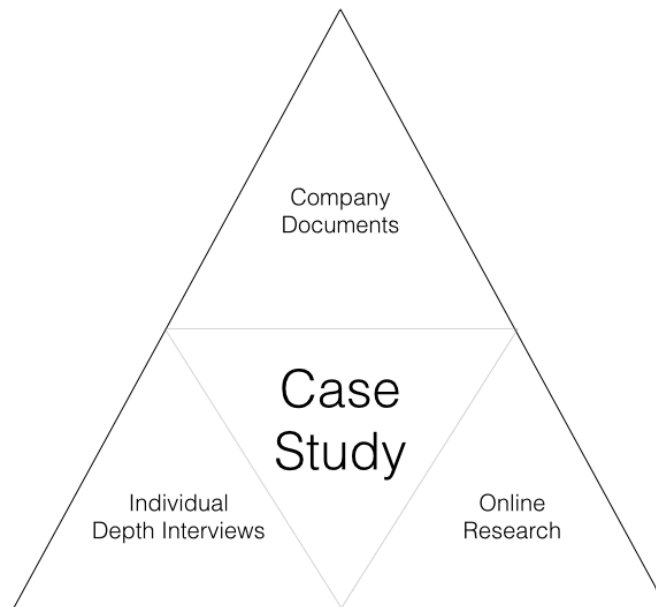 Company
Documents
Case
Study
Individual
Depth Interviews
Online
Research